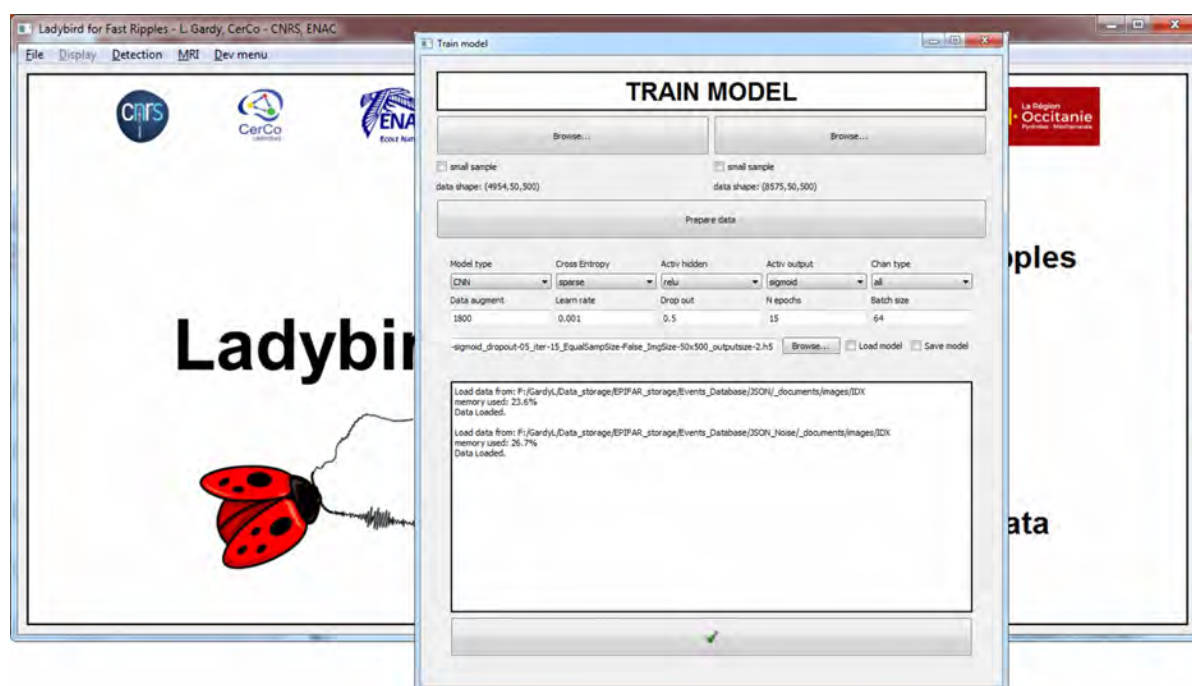 Ladybird for Fast Ripples - L. Gardy, CerCo - CNRS, ENAC
File Display Detection MRI Dev menu
cnrs
CerCo
ENA
La Région
Occitanie
Pyrénées - Méditerranée
pples
Ladybir
ata
Train model
TRAIN MODEL
Browse... Browse...
small sample small sample
data shape: (4954,50,500) data shape: (8575,50,500)
Prepare data
Model type Cross Entropy Activ hidden Activ output Chan type
CNN sparse relu sigmoid all
Data augment Learn rate Drop out N epochs Batch size
1800 0.001 0.5 15 64
-sigmoid_dropout-05_iter-15_EqualSampSize-False_ImgSize-50x500_outputsize-2.h5 Browse... Load model Save model
Load data from: F:/GardyL/Data_storage/EPIFAR_storage/Events_Database/JSON/_documents/images/IDX
memory used: 23.6%
Data Loaded.
Load data from: F:/GardyL/Data_storage/EPIFAR_storage/Events_Database/JSON_Noise/_documents/images/IDX
memory used: 26.7%
Data Loaded.